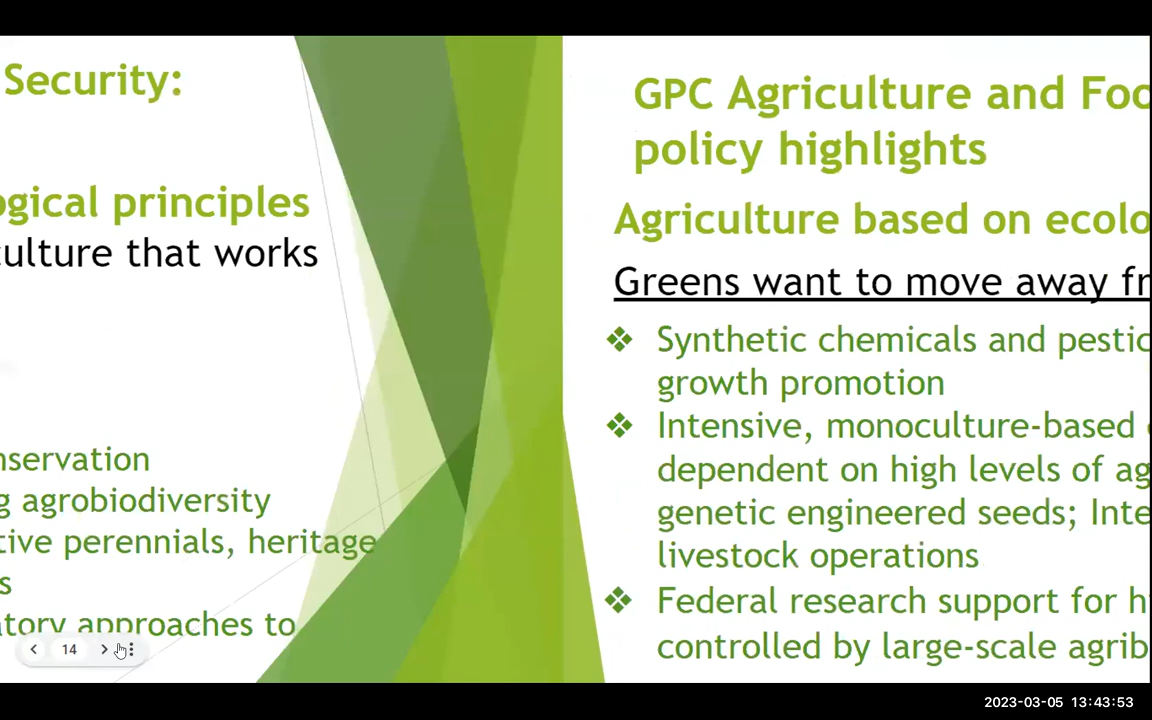 Security:
ogical principles
culture that works
nservation
g agrobiodiversity
tive perennials, heritage
s
atory approaches to
14
GPC Agriculture and Foo
policy highlights
Agriculture based on ecolo
Greens want to move away fr
❖ Synthetic chemicals and pestic
growth promotion
❖ Intensive, monoculture-based
dependent on high levels of ag
genetic engineered seeds; Inte
livestock operations
❖ Federal research support for h
controlled by large-scale agrib
2023-03-05 13:43:53